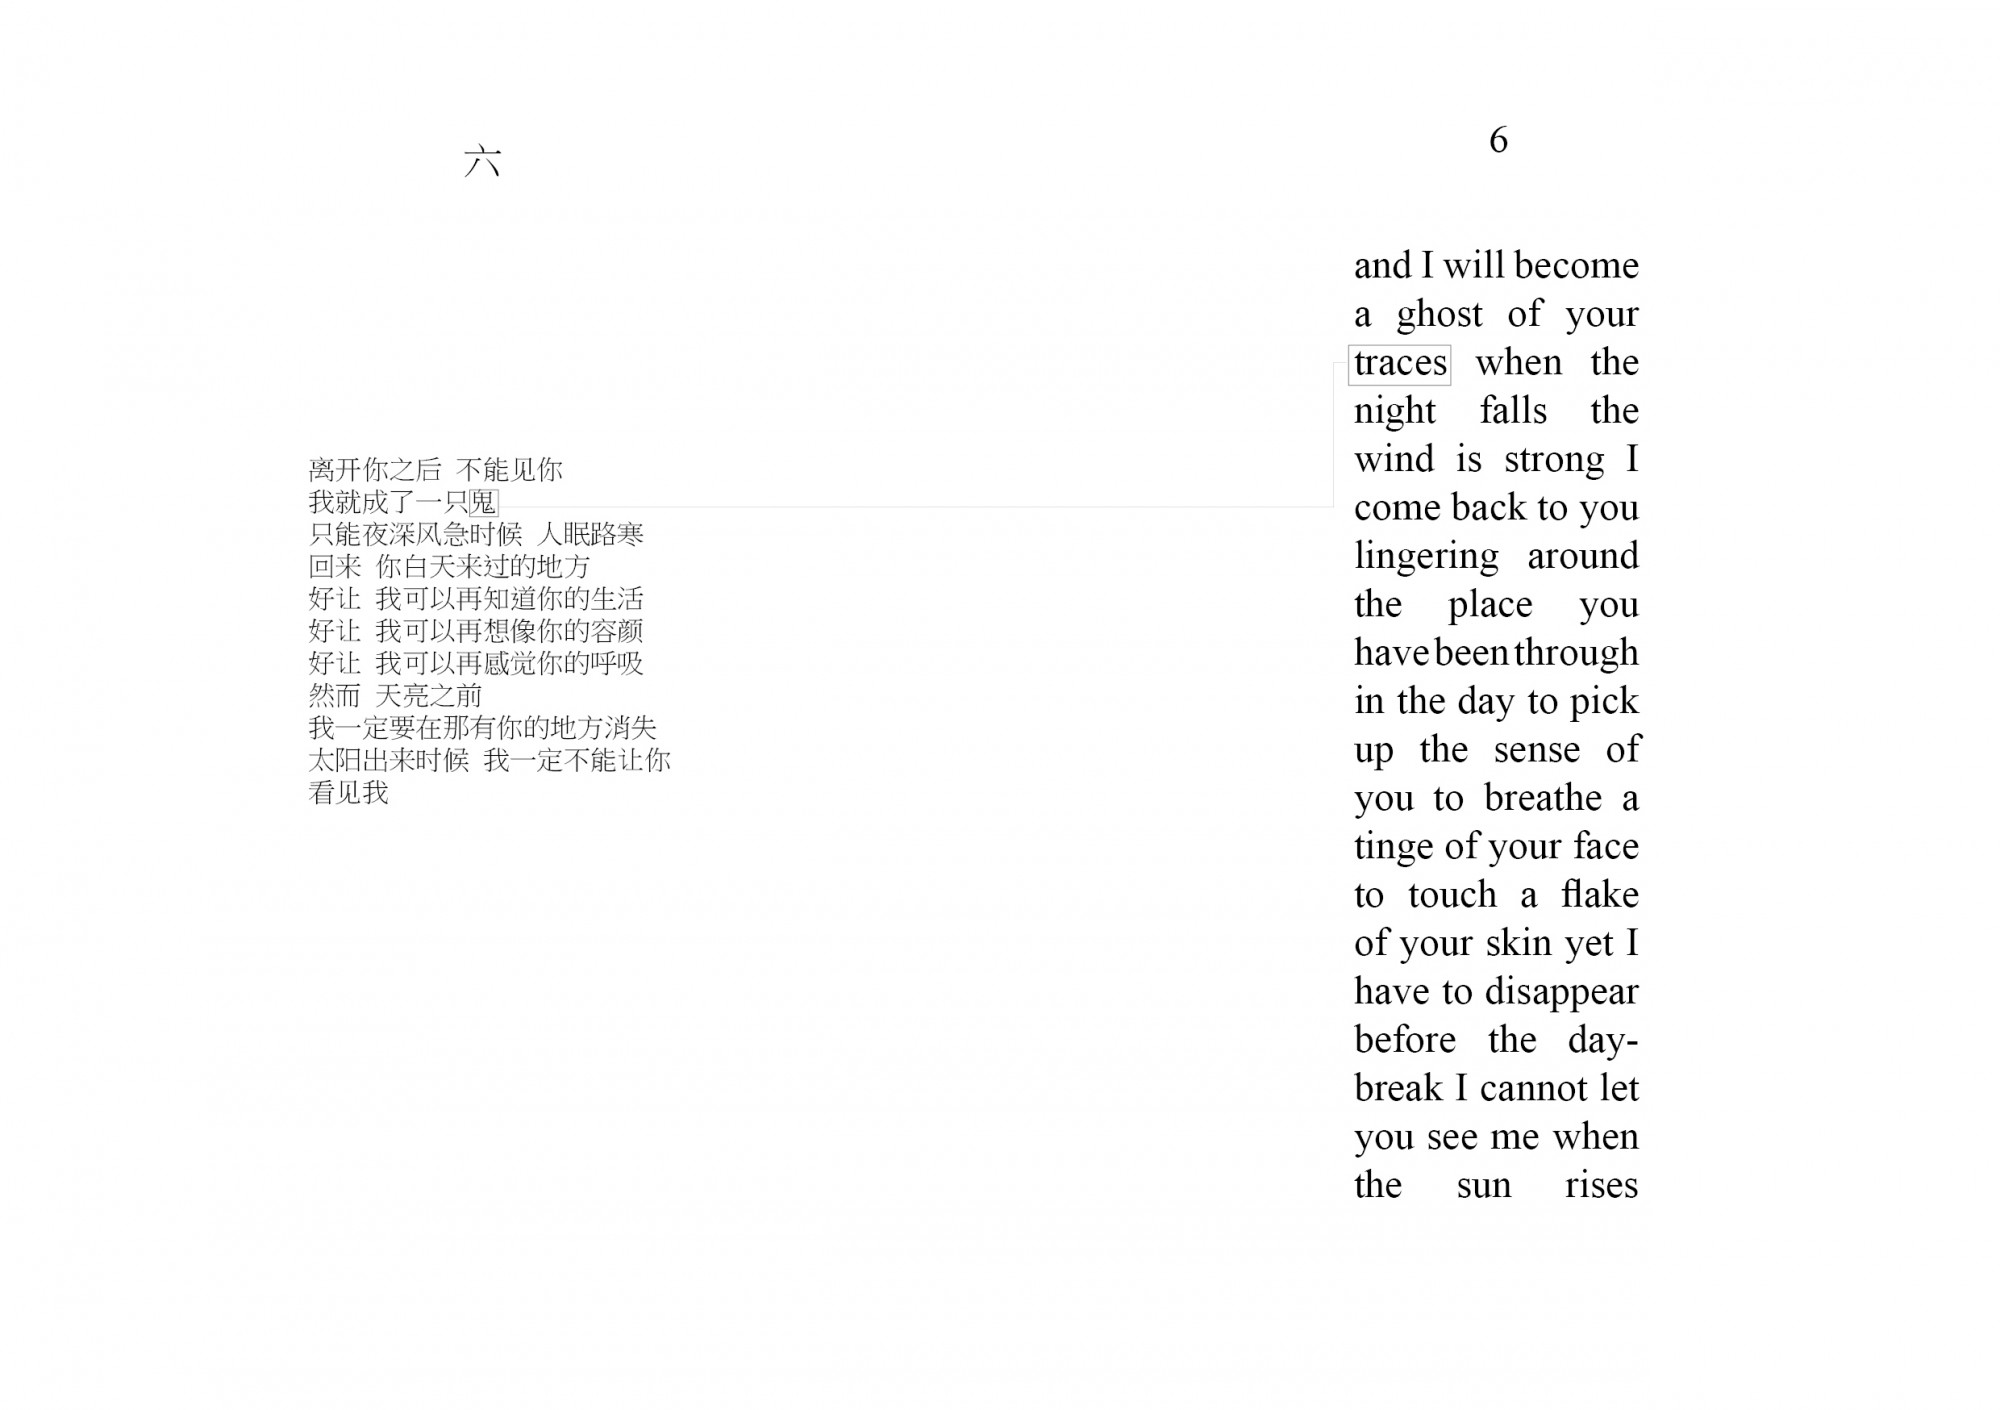 六
离开你之后 不能见你
我就成了一只鬼
只能夜深风急时候 人眠路寒
回来 你白天来过的地方
好让 我可以再知道你的生活
好让 我可以再想像你的容颜
好让 我可以再感觉你的呼吸
然而 天亮之前
我一定要在那有你的地方消失
太阳出来时候 我一定不能让你
看见我
6
and I will become
a ghost of your
traces when the
night falls the
wind is strong I
come back to you
lingering around
the place you
have been through
in the day to pick
up the sense of
you to breathe a
tinge of your face
to touch a flake
of your skin yet I
have to disappear
before the day-
break I cannot let
you see me when
the sun rises